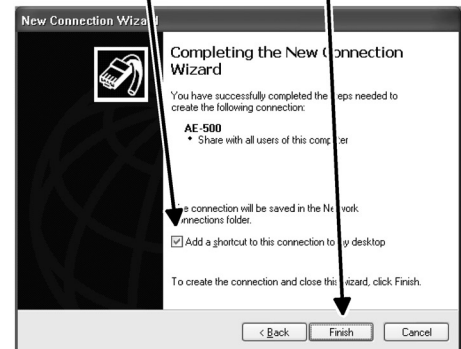 New Connection Wizard
Completing the New Connection
Wizard
You have successfully completed the steps needed to
create the following connection:
AE-500
• Share with all users of this computer
The connection will be saved in the Network
Connections folder.
Add a shortcut to this connection to my desktop
To create the connection and close this wizard, click Finish.
< Back
Finish
Cancel